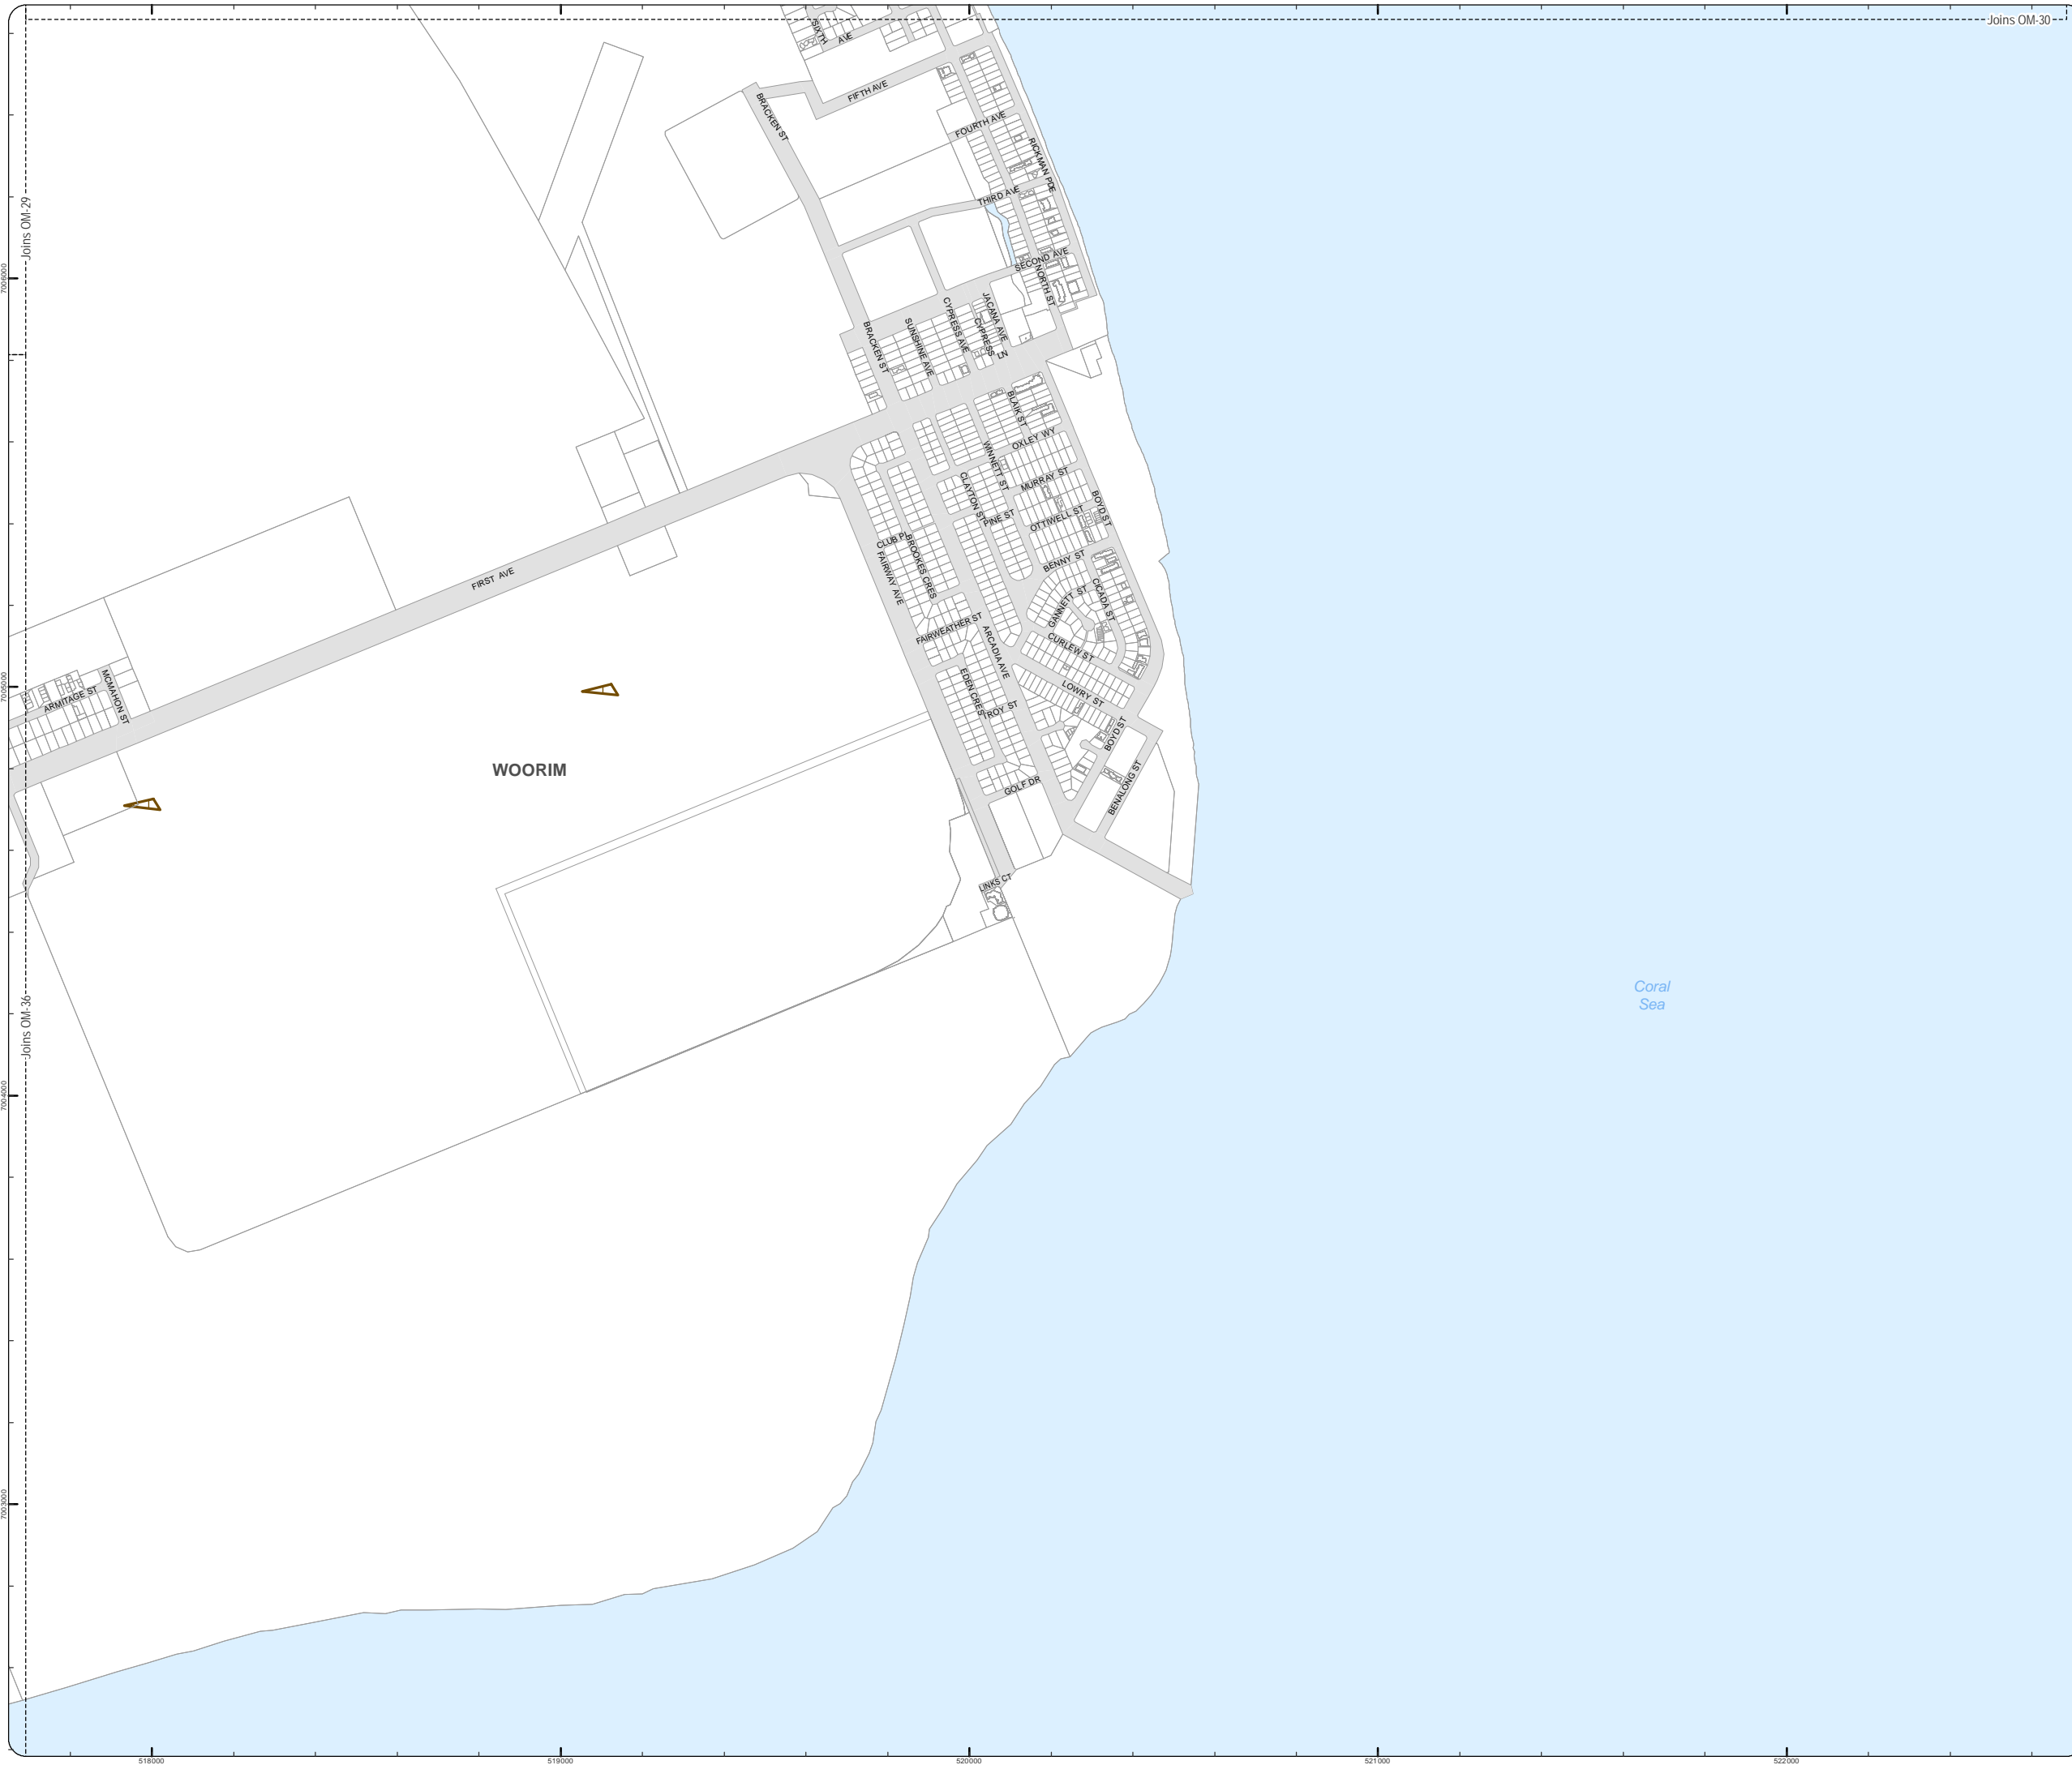 Joins OM-30
SIXTH
AVE
FIFTH AVE
BRACKEN ST
FOURTH AVE
RICKMAN PDE
THIRD AVE
Joins OM-29
SECOND AVE
NORTH ST
7006000
JACANA AVE
CYPRESS AVE
CYPRESS
LN
SUNSHINE AVE
BRACKEN ST
BLAIK ST
OXLEY WY
WINNETT ST
MURRAY ST
CLAYTON ST
BOYD ST
PINE ST
OTTIWELL ST
CLUB PL
BROOKES CRES
FAIRWAY AVE
BENNY ST
FIRST AVE
CICADA ST
GANNETT ST
FAIRWEATHER ST
ARCADIA AVE
CURLEW ST
7005000
ARMITAGE ST
MCMAHON ST
EDEN CRES
LOWRY ST
TROY ST
BOYD ST
WOORIM
GOLF DR
BENALONG ST
LINKS CT
Coral
Sea
Joins OM-36
7004000
7003000
518000
519000
520000
521000
522000